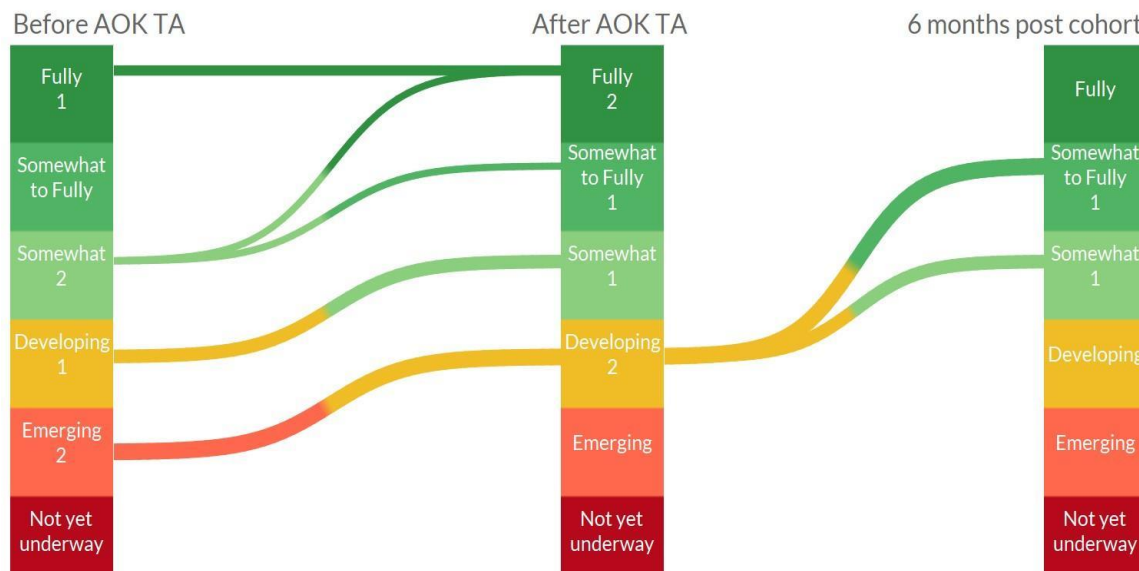 Before AOK TA
After AOK TA
6 months post cohort
Fully
1
Somewhat
to Fully
Somewhat
2
Developing
1
Emerging
2
Not yet
underway
Fully
2
Somewhat
to Fully
1
Somewhat
1
Developing
2
Emerging
Not yet
underway
Fully
Somewhat
to Fully
1
Somewhat
1
Developing
Emerging
Not yet
underway